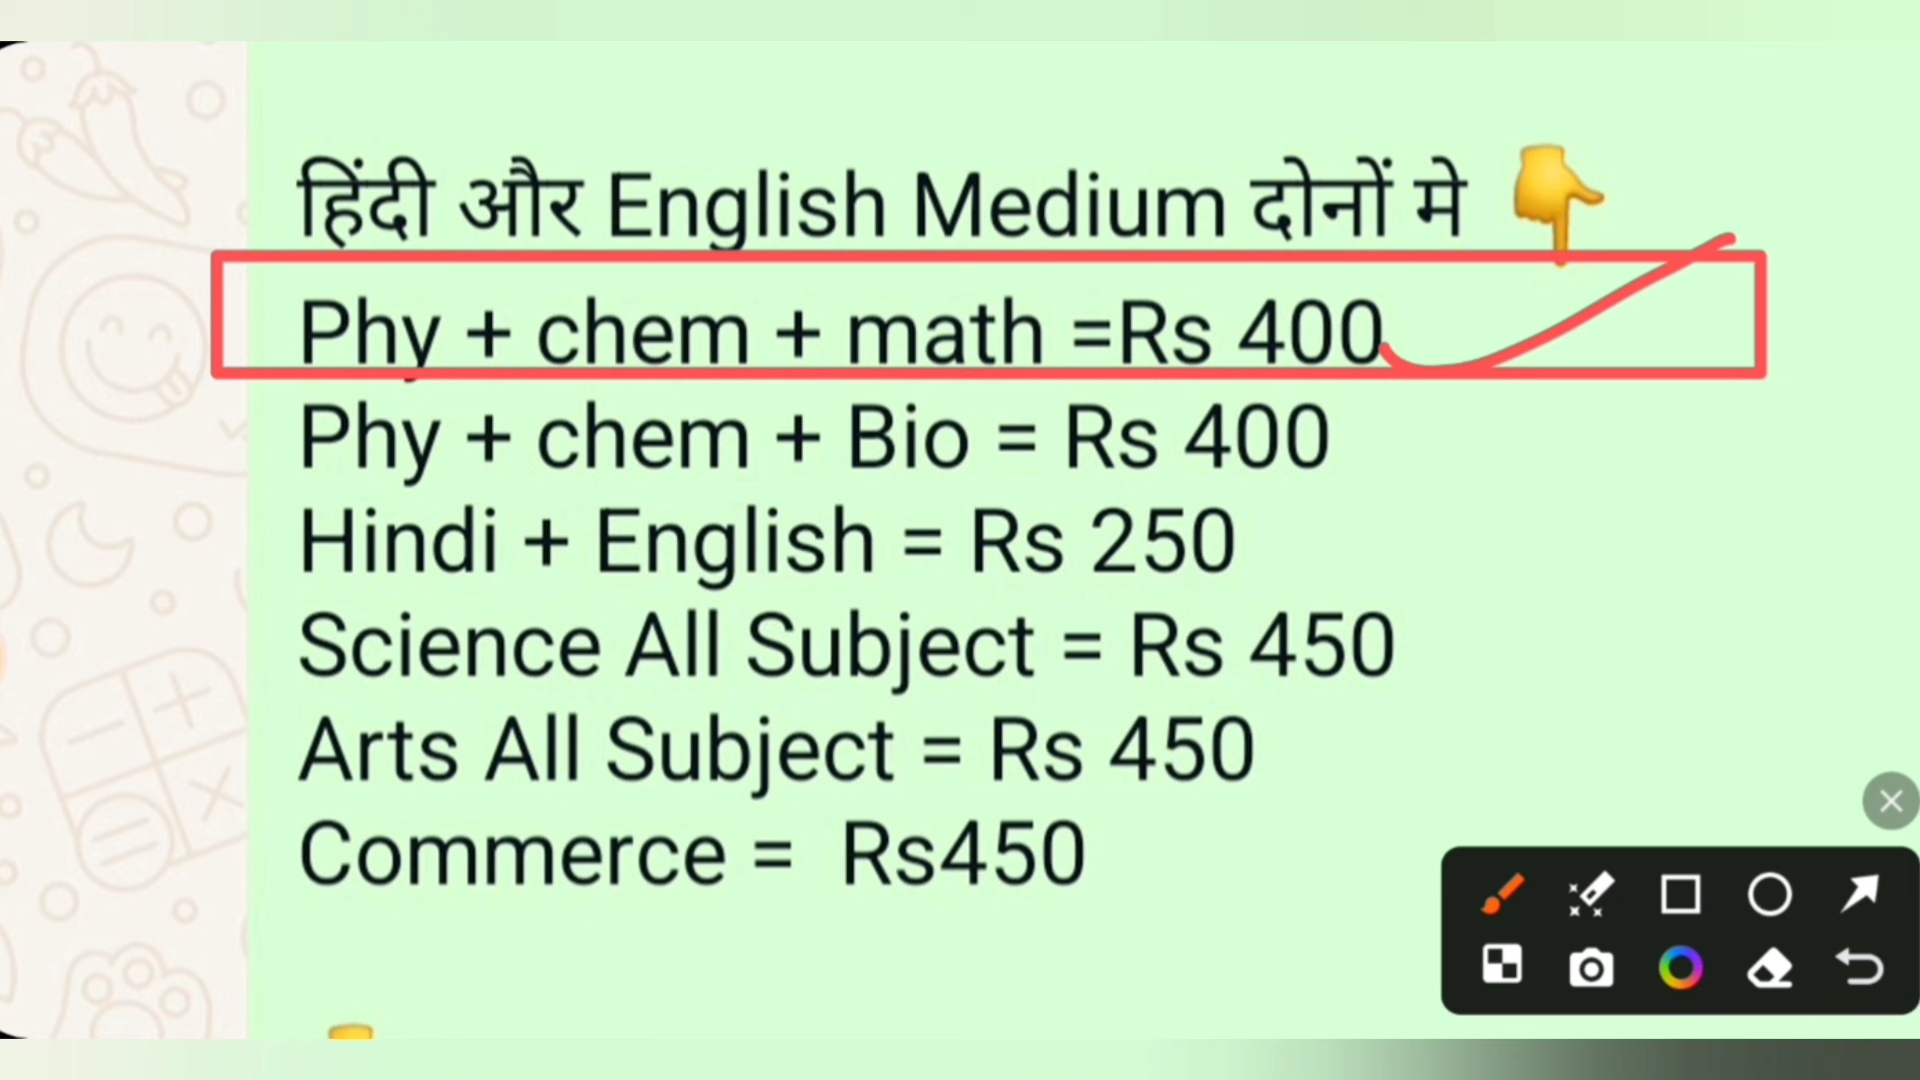 हिंदी और English Medium दोनों मे 👇
Phy + chem + math =Rs 400
Phy + chem + Bio = Rs 400
Hindi + English = Rs 250
Science All Subject = Rs 450
Arts All Subject = Rs 450
Commerce =  Rs450